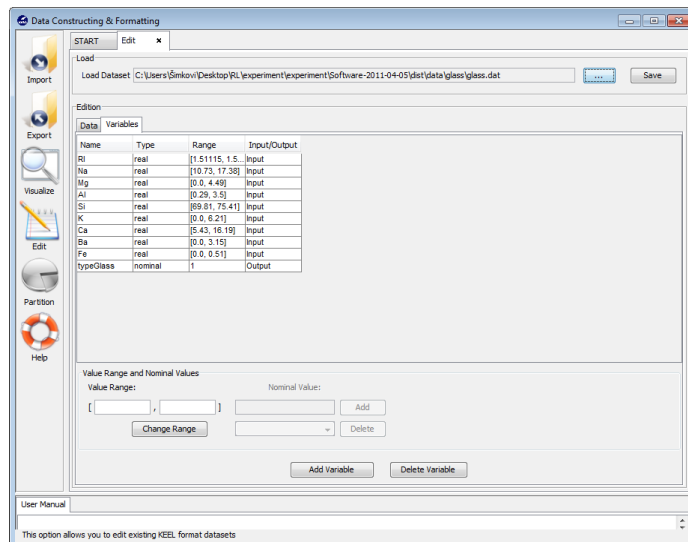 Data Constructing & Formatting
START Edit ×
Import
Export
Visualize
Edit
Partition
Help
Load
Load Dataset C:\Users\Šimkovi\Desktop\RL\experiment\experiment\Software-2011-04-05\dist\data\glass\glass.dat ... Save
Edition
Data Variables
Name Type Range Input/Output
RI real [1.51115, 1.5... Input
Na real [10.73, 17.38] Input
Mg real [0.0, 4.49] Input
Al real [0.29, 3.5] Input
Si real [69.81, 75.41] Input
K real [0.0, 6.21] Input
Ca real [5.43, 16.19] Input
Ba real [0.0, 3.15] Input
Fe real [0.0, 0.51] Input
typeGlass nominal 1 Output
Value Range and Nominal Values
Value Range: Nominal Value:
[ , ] Add
Change Range Delete
Add Variable Delete Variable
User Manual
This option allows you to edit existing KEEL format datasets